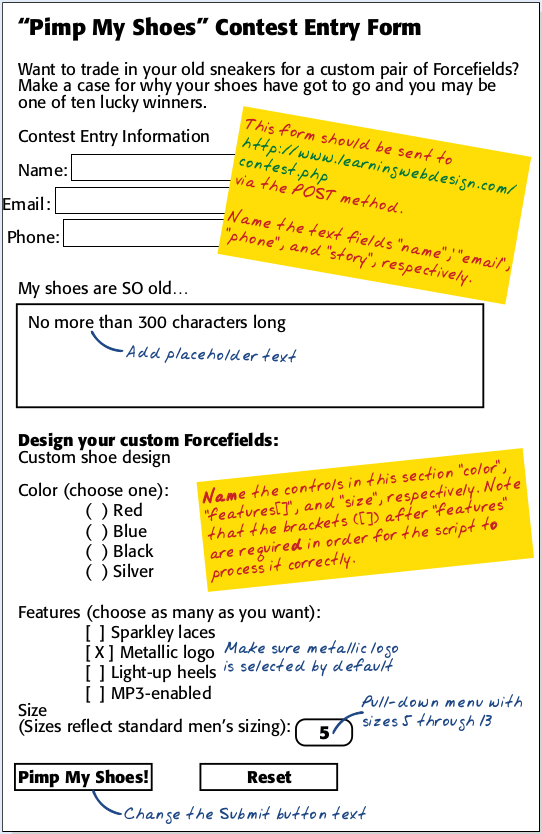 “Pimp My Shoes” Contest Entry Form
Want to trade in your old sneakers for a custom pair of Forcefields?
Make a case for why your shoes have got to go and you may be
one of ten lucky winners.
Contest Entry Information
Name:
Email:
Phone:
This form should be sent to
http://www.learningwebdesign.com/
contest.php
via the POST method.
Name the text fields "name", "email",
"phone", and "story", respectively.
My shoes are SO old…
No more than 300 characters long
Add placeholder text
Design your custom Forcefields:
Custom shoe design
Name the controls in this section "color",
"features[]", and "size", respectively. Note
that the brackets ([]) after "features"
are required in order for the script to
process it correctly.
Color (choose one):
( ) Red
( ) Blue
( ) Black
( ) Silver
Features (choose as many as you want):
[ ] Sparkley laces
[ X ] Metallic logo
[ ] Light-up heels
[ ] MP3-enabled
Make sure metallic logo
is selected by default
Size
(Sizes reflect standard men’s sizing):
5
Pull-down menu with
sizes 5 through 13
Pimp My Shoes!
Reset
Change the Submit button text